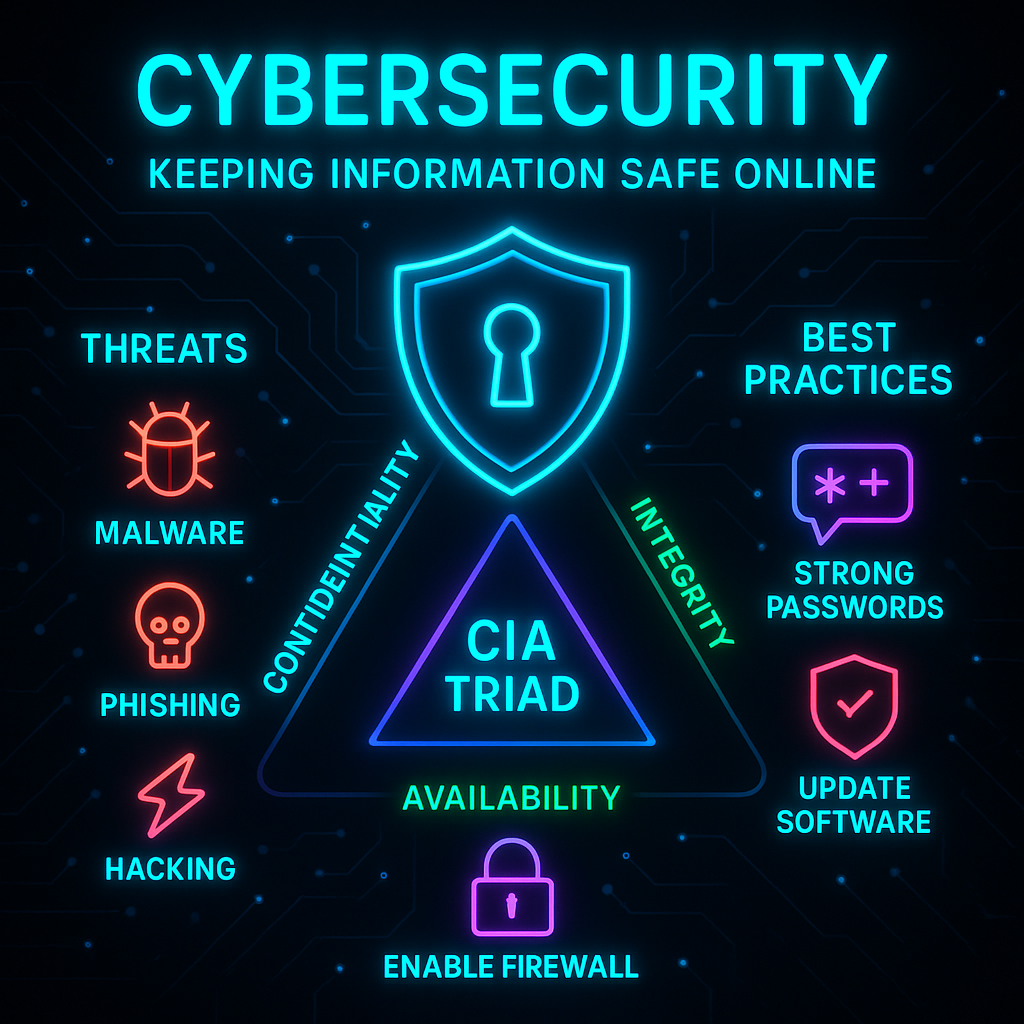 CYBERSECURITY
KEEPING INFORMATION SAFE ONLINE
THREATS
MALWARE
PHISHING
HACKING
CONTIDEINTIALITY
CIA
TRIAD
INTEGRITY
AVAILABILITY
ENABLE FIREWALL
BEST
PRACTICES
*+
STRONG
PASSWORDS
UPDATE
SOFTWARE